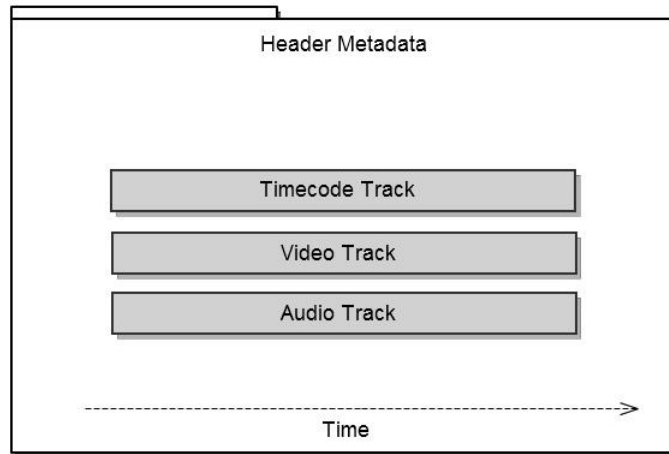 Header Metadata
Timecode Track
Video Track
Audio Track
Time